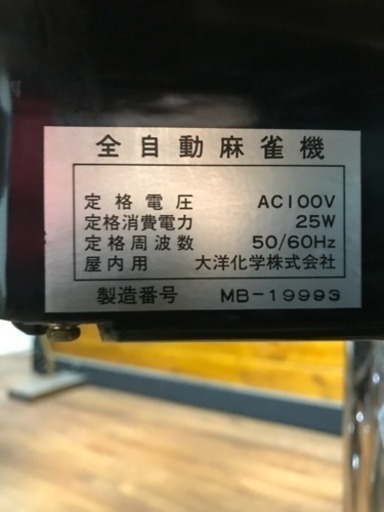 全自動麻雀機
定格電圧 AC100V
定格消費電力 25W
定格周波数 50/60Hz
屋内用 大洋化学株式会社
製造番号 MB-19993